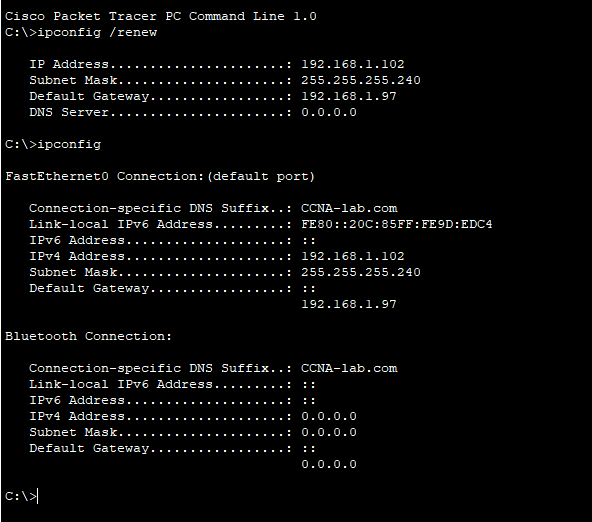 Cisco Packet Tracer PC Command Line 1.0
C:\>ipconfig /renew
IP Address......................: 192.168.1.102
Subnet Mask.....................: 255.255.255.240
Default Gateway.................: 192.168.1.97
DNS Server......................: 0.0.0.0
C:\>ipconfig
FastEthernet0 Connection:(default port)
Connection-specific DNS Suffix..: CCNA-lab.com
Link-local IPv6 Address.........: FE80::20C:85FF:FE9D:EDC4
IPv6 Address....................: ::
IPv4 Address....................: 192.168.1.102
Subnet Mask.....................: 255.255.255.240
Default Gateway.................: ::
192.168.1.97
Bluetooth Connection:
Connection-specific DNS Suffix..: CCNA-lab.com
Link-local IPv6 Address.........: ::
IPv6 Address....................: ::
IPv4 Address....................: 0.0.0.0
Subnet Mask.....................: 0.0.0.0
Default Gateway.................: ::
0.0.0.0
C:\>